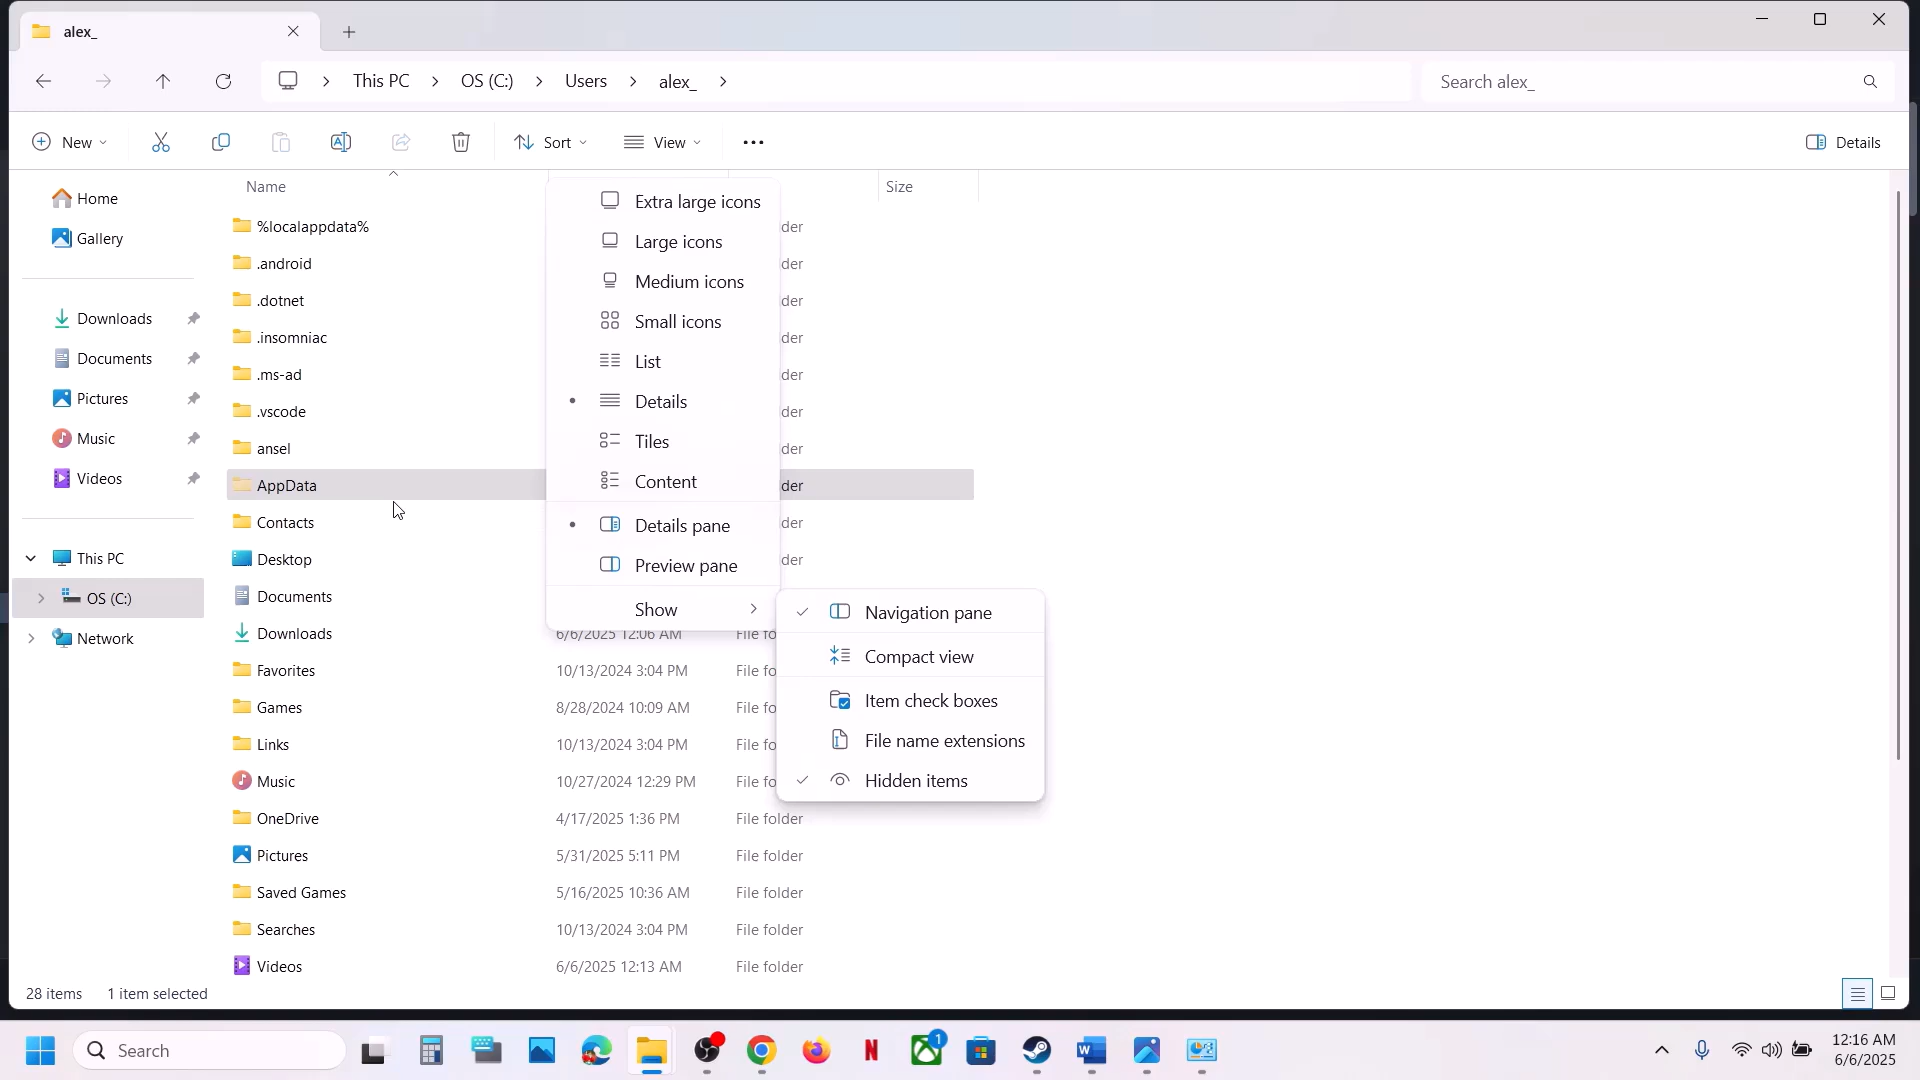 alex_
This PC
OS (C:)
Users
alex_
Search alex_
New
Sort
View
Details
Home
Gallery
Downloads
Documents
Pictures
Music
Videos
This PC
OS (C:)
Network
Name
Size
%localappdata%
der
.android
der
.dotnet
der
.insomniac
der
.ms-ad
der
.vscode
der
ansel
der
AppData
der
Contacts
der
Desktop
der
Documents
Downloads
6/6/2025 12:06 AM
File fo
Favorites
10/13/2024 3:04 PM
File fo
Games
8/28/2024 10:09 AM
File fo
Links
10/13/2024 3:04 PM
File fo
Music
10/27/2024 12:29 PM
File fo
OneDrive
4/17/2025 1:36 PM
File folder
Pictures
5/31/2025 5:11 PM
File folder
Saved Games
5/16/2025 10:36 AM
File folder
Searches
10/13/2024 3:04 PM
File folder
Videos
6/6/2025 12:13 AM
File folder
Extra large icons
Large icons
Medium icons
Small icons
List
Details
Tiles
Content
Details pane
Preview pane
Show
Navigation pane
Compact view
Item check boxes
File name extensions
Hidden items
28 items
1 item selected
Search
1
12:16 AM
6/6/2025